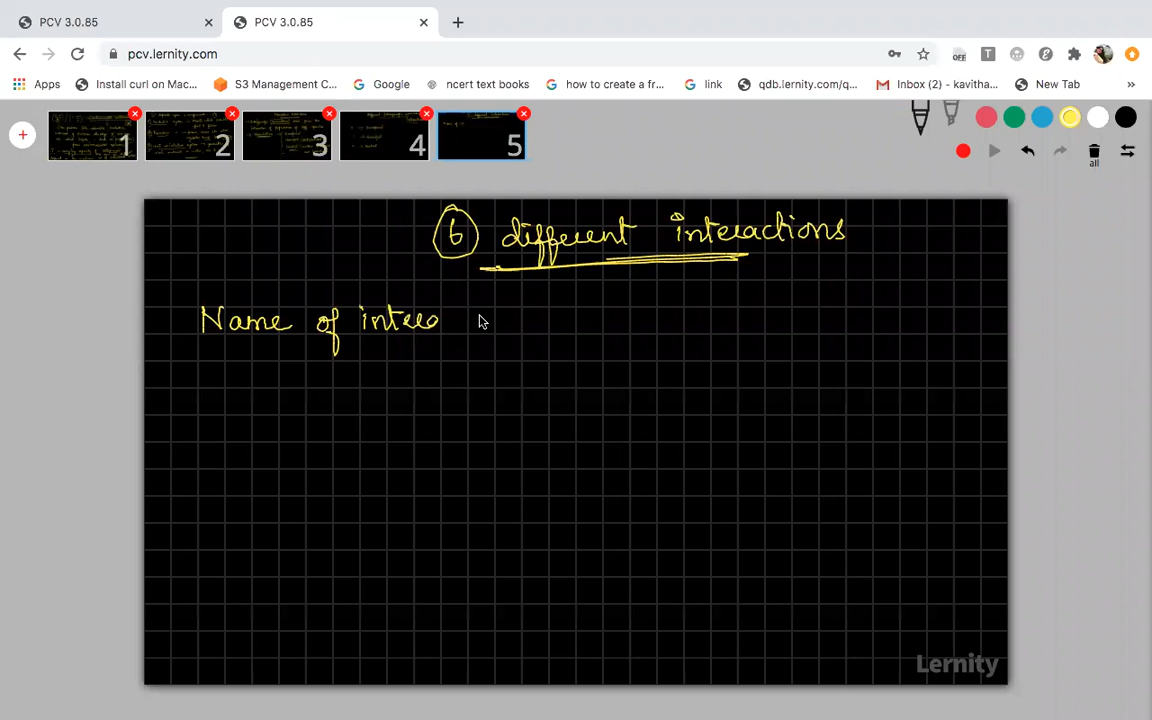 PCV 3.0.85
PCV 3.0.85
pcv.lernity.com
Apps
Install curl on Mac...
S3 Management C...
Google
ncert text books
how to create a fr...
link
qdb.lernity.com/q...
Inbox (2) - kavitha...
New Tab
»
OFF
T
1
2
3
4
5
all
6 different interactions
Name of intera
Lernity